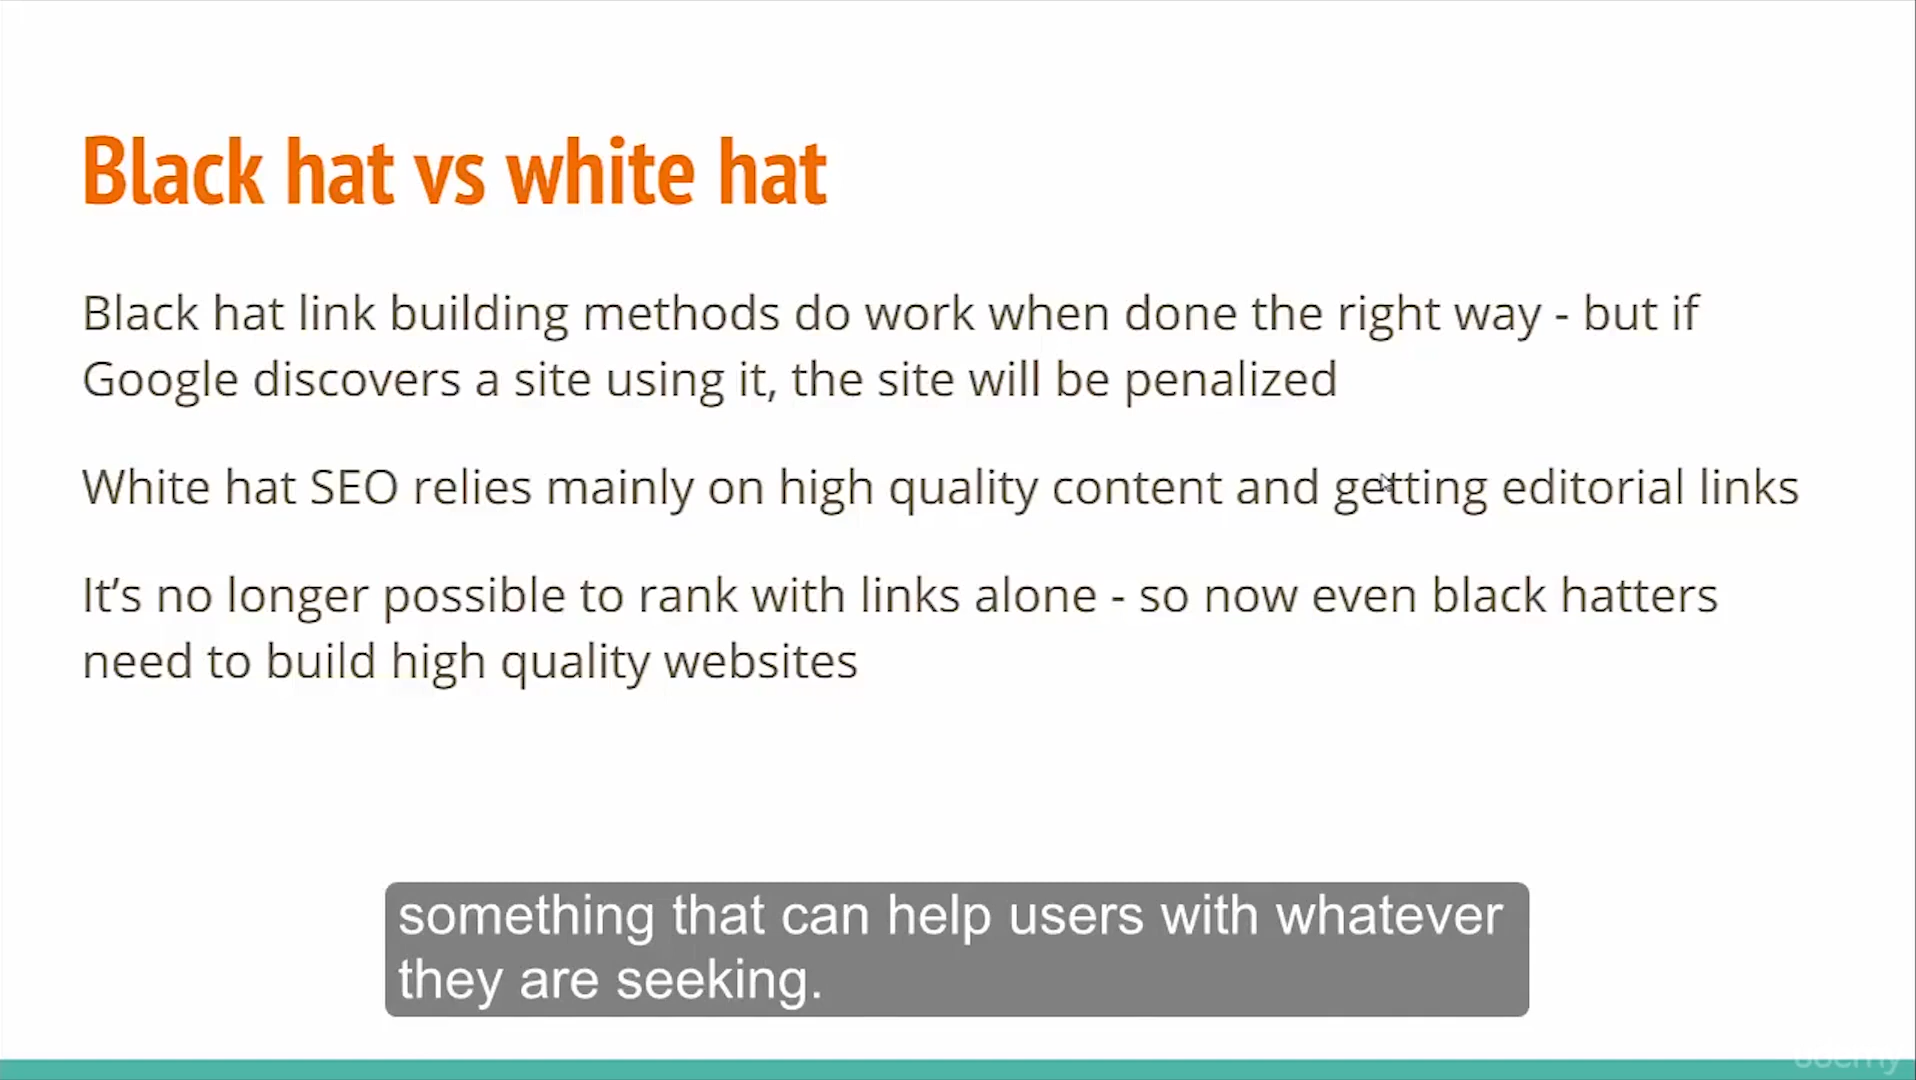 Black hat vs white hat
Black hat link building methods do work when done the right way - but if
Google discovers a site using it, the site will be penalized
White hat SEO relies mainly on high quality content and getting editorial links
It’s no longer possible to rank with links alone - so now even black hatters
need to build high quality websites
something that can help users with whatever
they are seeking.